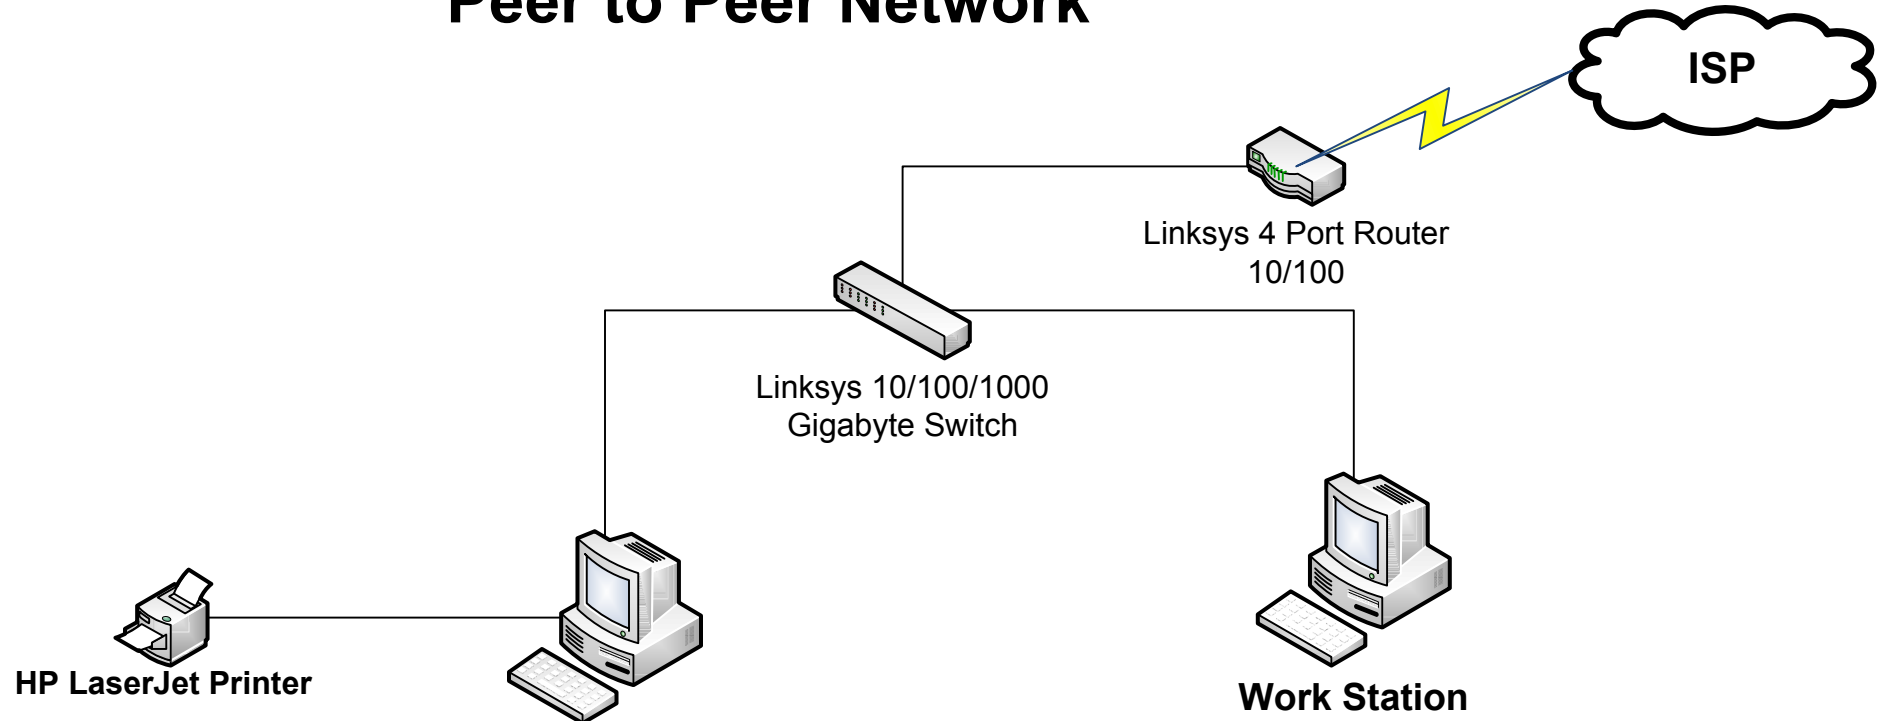 Peer to Peer Network
ISP
Linksys 4 Port Router
10/100
Linksys 10/100/1000
Gigabyte Switch
HP LaserJet Printer
Work Station